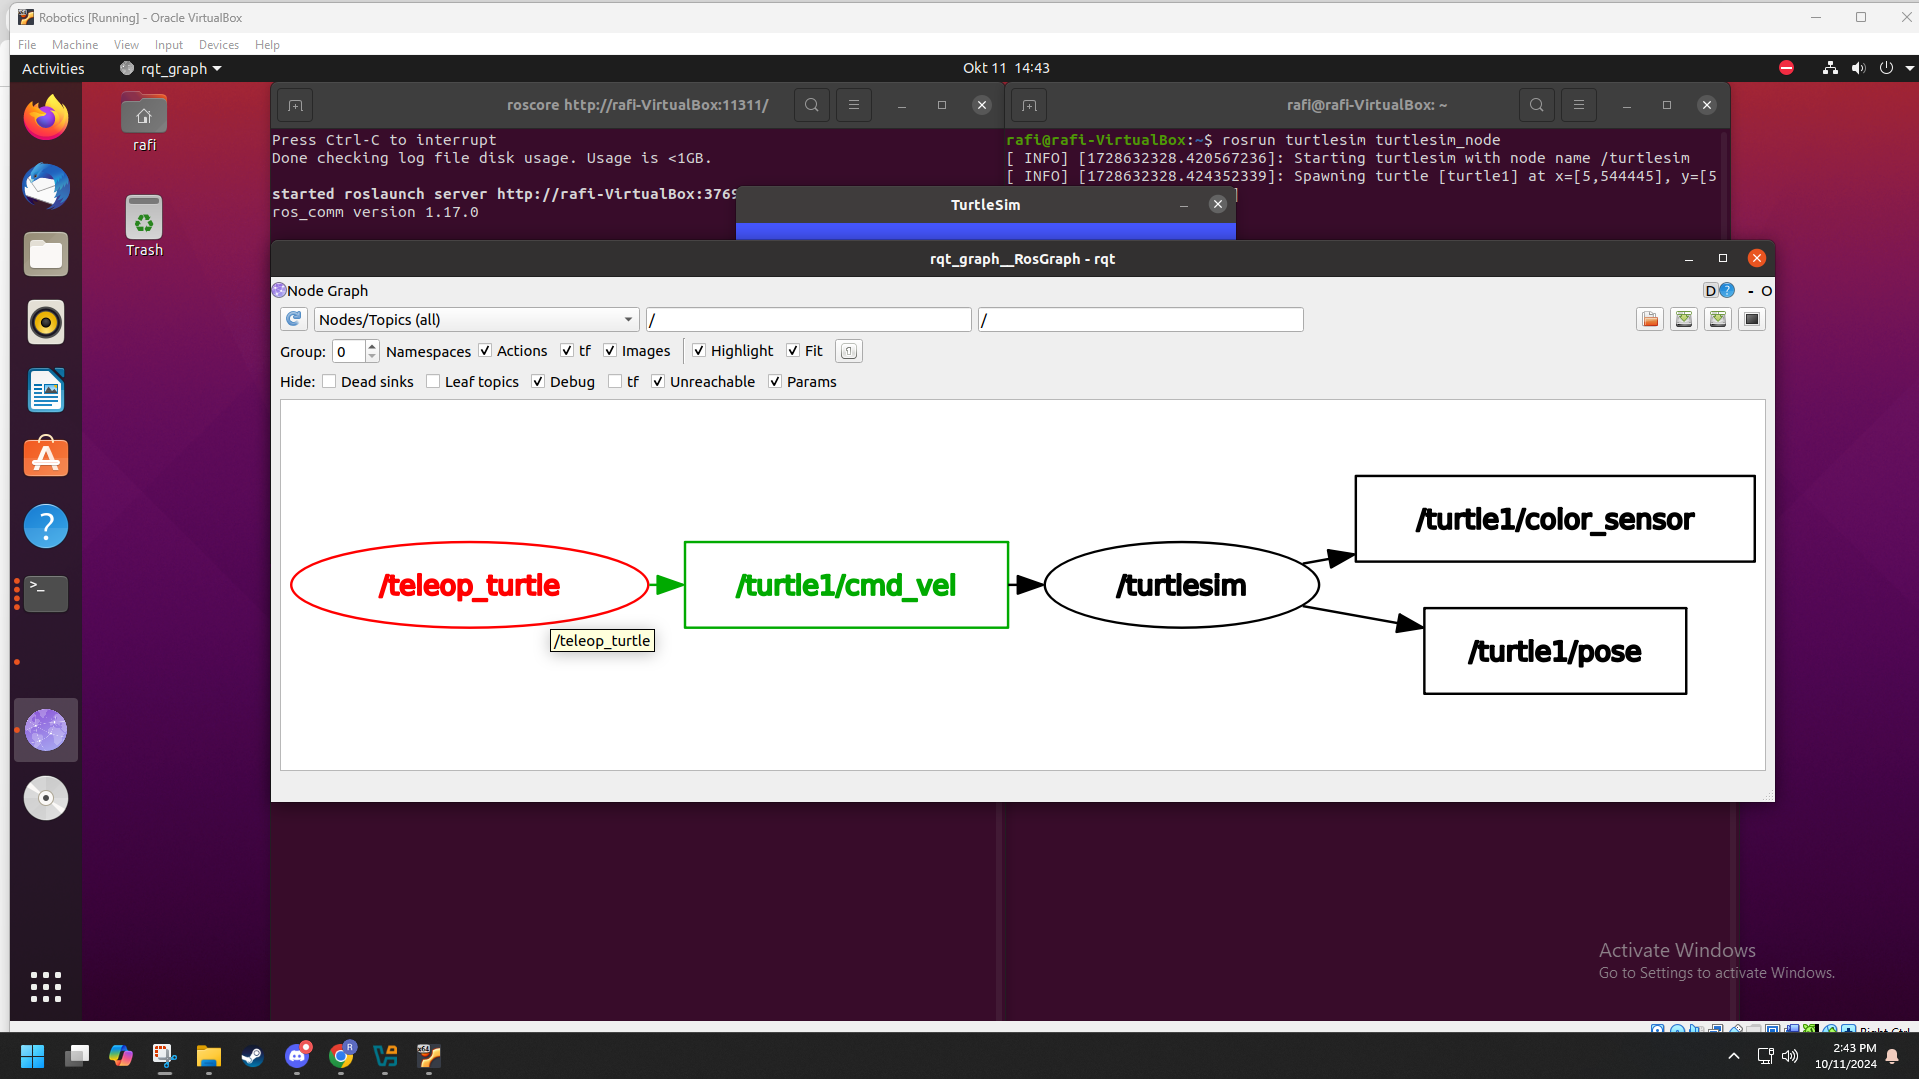 Robotics [Running] - Oracle VirtualBox
File Machine View Input Devices Help
Activities rqt_graph Okt 11 14:43
rafi
Trash
roscore http://rafi-VirtualBox:11311/
Press Ctrl-C to interrupt
Done checking log file disk usage. Usage is <1GB.
started roslaunch server http://rafi-VirtualBox:3769
ros_comm version 1.17.0
rafi@rafi-VirtualBox: ~
rafi@rafi-VirtualBox:~$ rosrun turtlesim turtlesim_node
[ INFO] [1728632328.420567236]: Starting turtlesim with node name /turtlesim
[ INFO] [1728632328.424352339]: Spawning turtle [turtle1] at x=[5,544445], y=[5
]
TurtleSim
rqt_graph__RosGraph - rqt
Node Graph D ? - O
Nodes/Topics (all) / /
Group: 0 Namespaces Actions tf Images Highlight Fit
Hide: Dead sinks Leaf topics Debug tf Unreachable Params
/teleop_turtle
/turtle1/cmd_vel
/turtlesim
/turtle1/color_sensor
/turtle1/pose
/teleop_turtle
Activate Windows
Go to Settings to activate Windows.
Right Ctrl
2:43 PM
10/11/2024